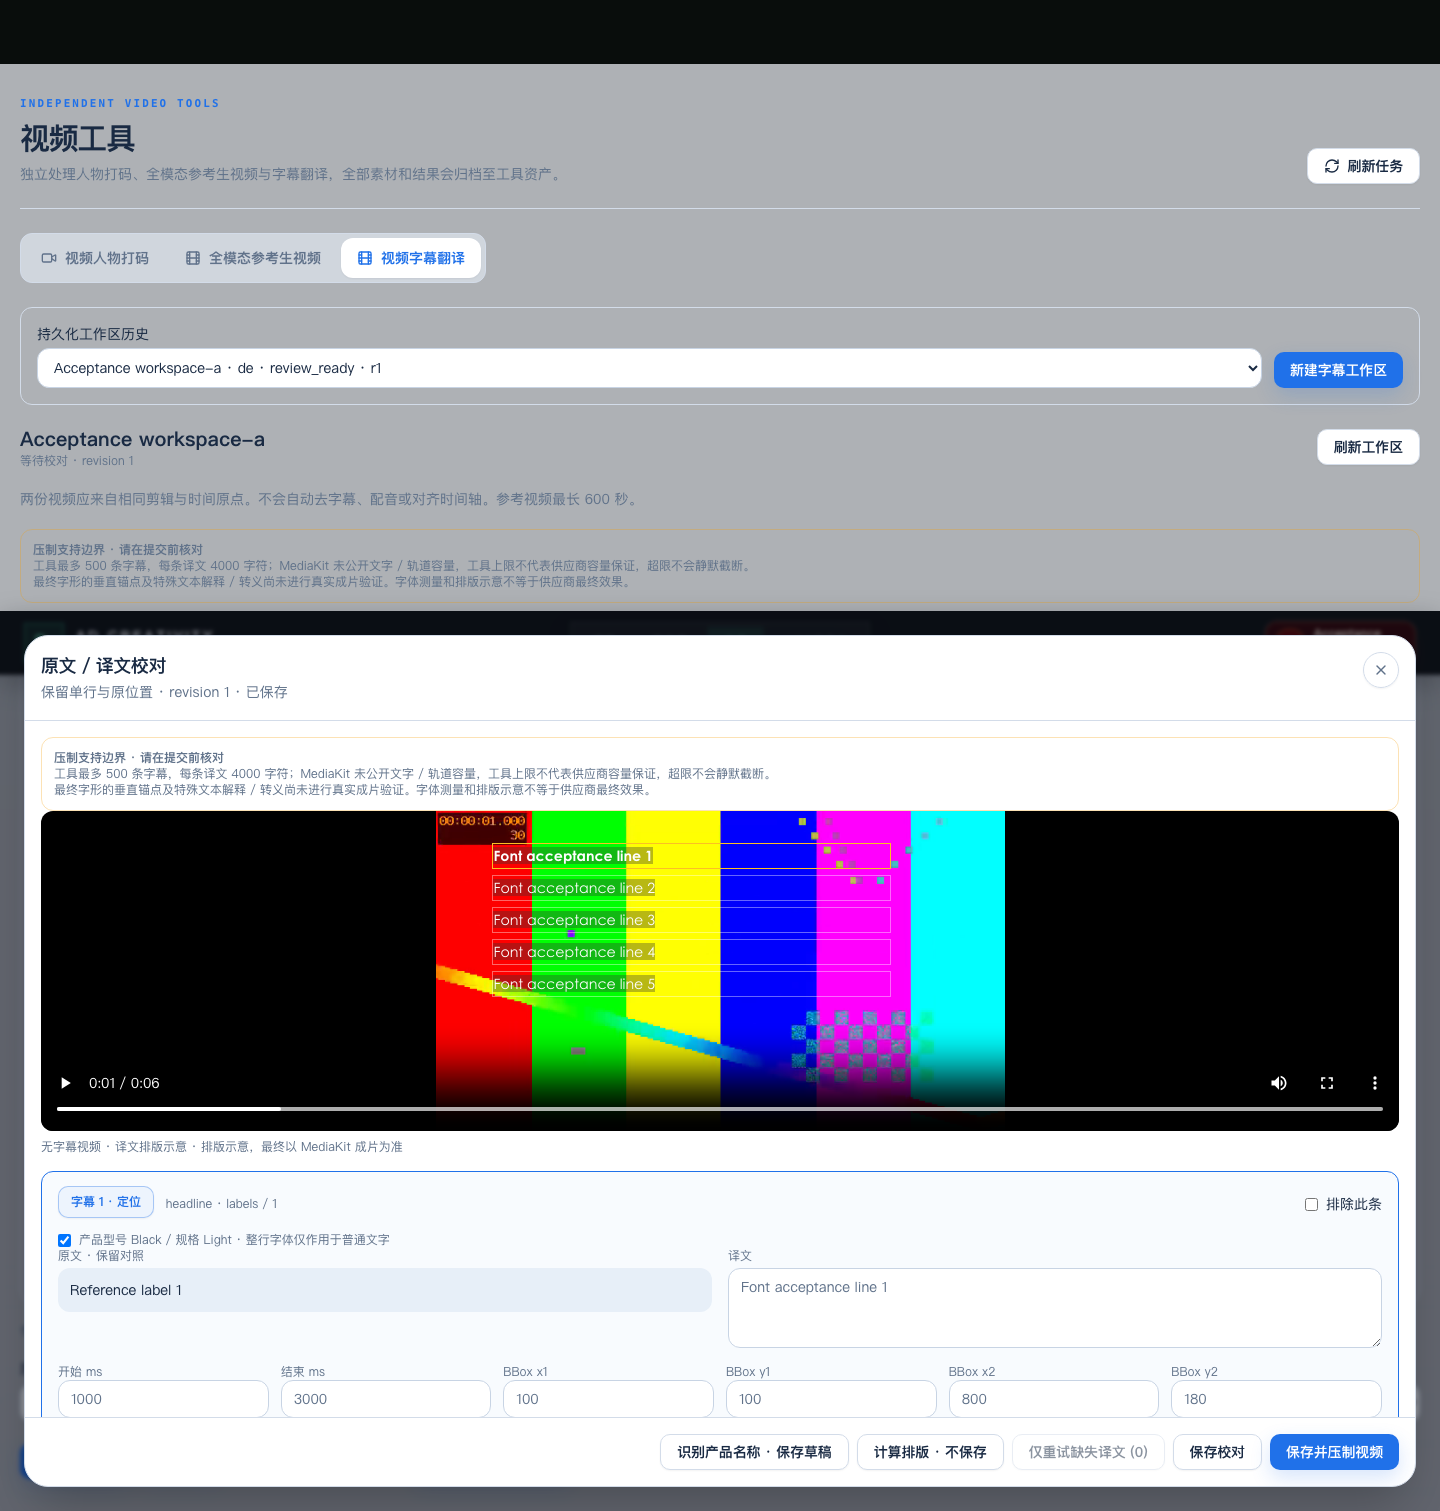 INDEPENDENT VIDEO TOOLS
视频工具
独立处理人物打码、全模态参考生视频与字幕翻译，全部素材和结果会归档至工具资产。
刷新任务
视频人物打码
全模态参考生视频
视频字幕翻译
持久化工作区历史
Acceptance workspace-a · de · review_ready · r1
新建字幕工作区
Acceptance workspace-a
等待校对 · revision 1
刷新工作区
两份视频应来自相同剪辑与时间原点。不会自动去字幕、配音或对齐时间轴。参考视频最长 600 秒。
压制支持边界 · 请在提交前核对
工具最多 500 条字幕，每条译文 4000 字符；MediaKit 未公开文字 / 轨道容量，工具上限不代表供应商容量保证，超限不会静默截断。
最终字形的垂直锚点及特殊文本解释 / 转义尚未进行真实成片验证。字体测量和排版示意不等于供应商最终效果。
原文 / 译文校对
保留单行与原位置 · revision 1 · 已保存
压制支持边界 · 请在提交前核对
工具最多 500 条字幕，每条译文 4000 字符；MediaKit 未公开文字 / 轨道容量，工具上限不代表供应商容量保证，超限不会静默截断。
最终字形的垂直锚点及特殊文本解释 / 转义尚未进行真实成片验证。字体测量和排版示意不等于供应商最终效果。
00:00:01.000
30
Font acceptance line 1
Font acceptance line 2
Font acceptance line 3
Font acceptance line 4
Font acceptance line 5
0:01 / 0:06
无字幕视频 · 译文排版示意 · 排版示意，最终以 MediaKit 成片为准
字幕 1 · 定位
headline · labels / 1
排除此条
产品型号 Black / 规格 Light · 整行字体仅作用于普通文字
原文 · 保留对照
译文
Reference label 1
Font acceptance line 1
开始 ms
结束 ms
BBox x1
BBox y1
BBox x2
BBox y2
1000
3000
100
100
800
180
识别产品名称 · 保存草稿
计算排版 · 不保存
仅重试缺失译文 (0)
保存校对
保存并压制视频